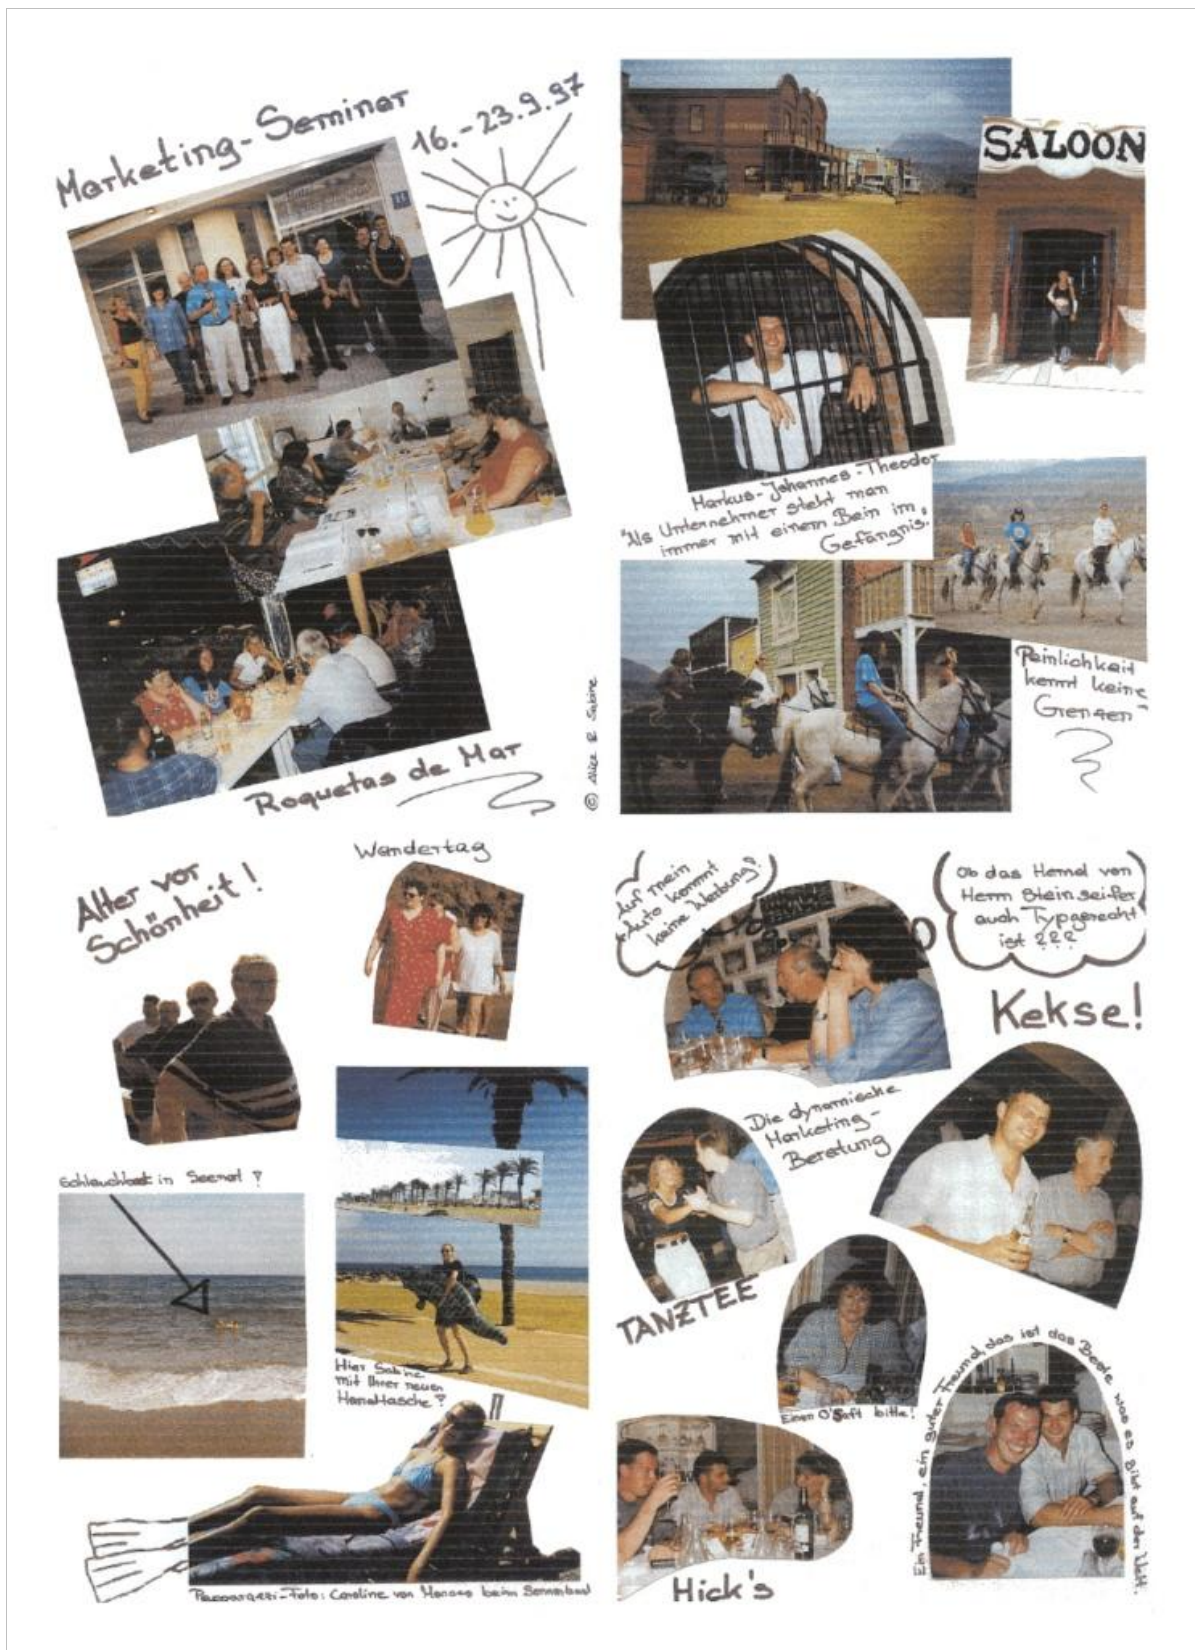 Marketing-Seminar
16.-23.9.97
Roquetas de Mar
© Alice & Sabine
SALOON
Markus-Johannes-Theodor
"Als Unternehmer steht man
immer mit einem Bein im
Gefängnis."
Peinlichkeit
kennt keine
Grenzen"
Alter vor
Schönheit!
Wandertag
Schlauchboot in Seenot ?
Hier Sabine
mit Ihrer neuen
Handtasche ?
Paparazzi-Foto: Caroline von Monaco beim Sonnenbad
Auf mein
Auto kommt
keine Werbung!
Ob das Hemd von
Herrn Steinseifer
auch Typgerecht
ist ???
Kekse!
Die dynamische
Marketing-
Beratung
TANZTEE
Einen O'Saft bitte!
Hick's
Ein Freund, ein guter Freund, das ist das Beste was es gibt auf der Welt.